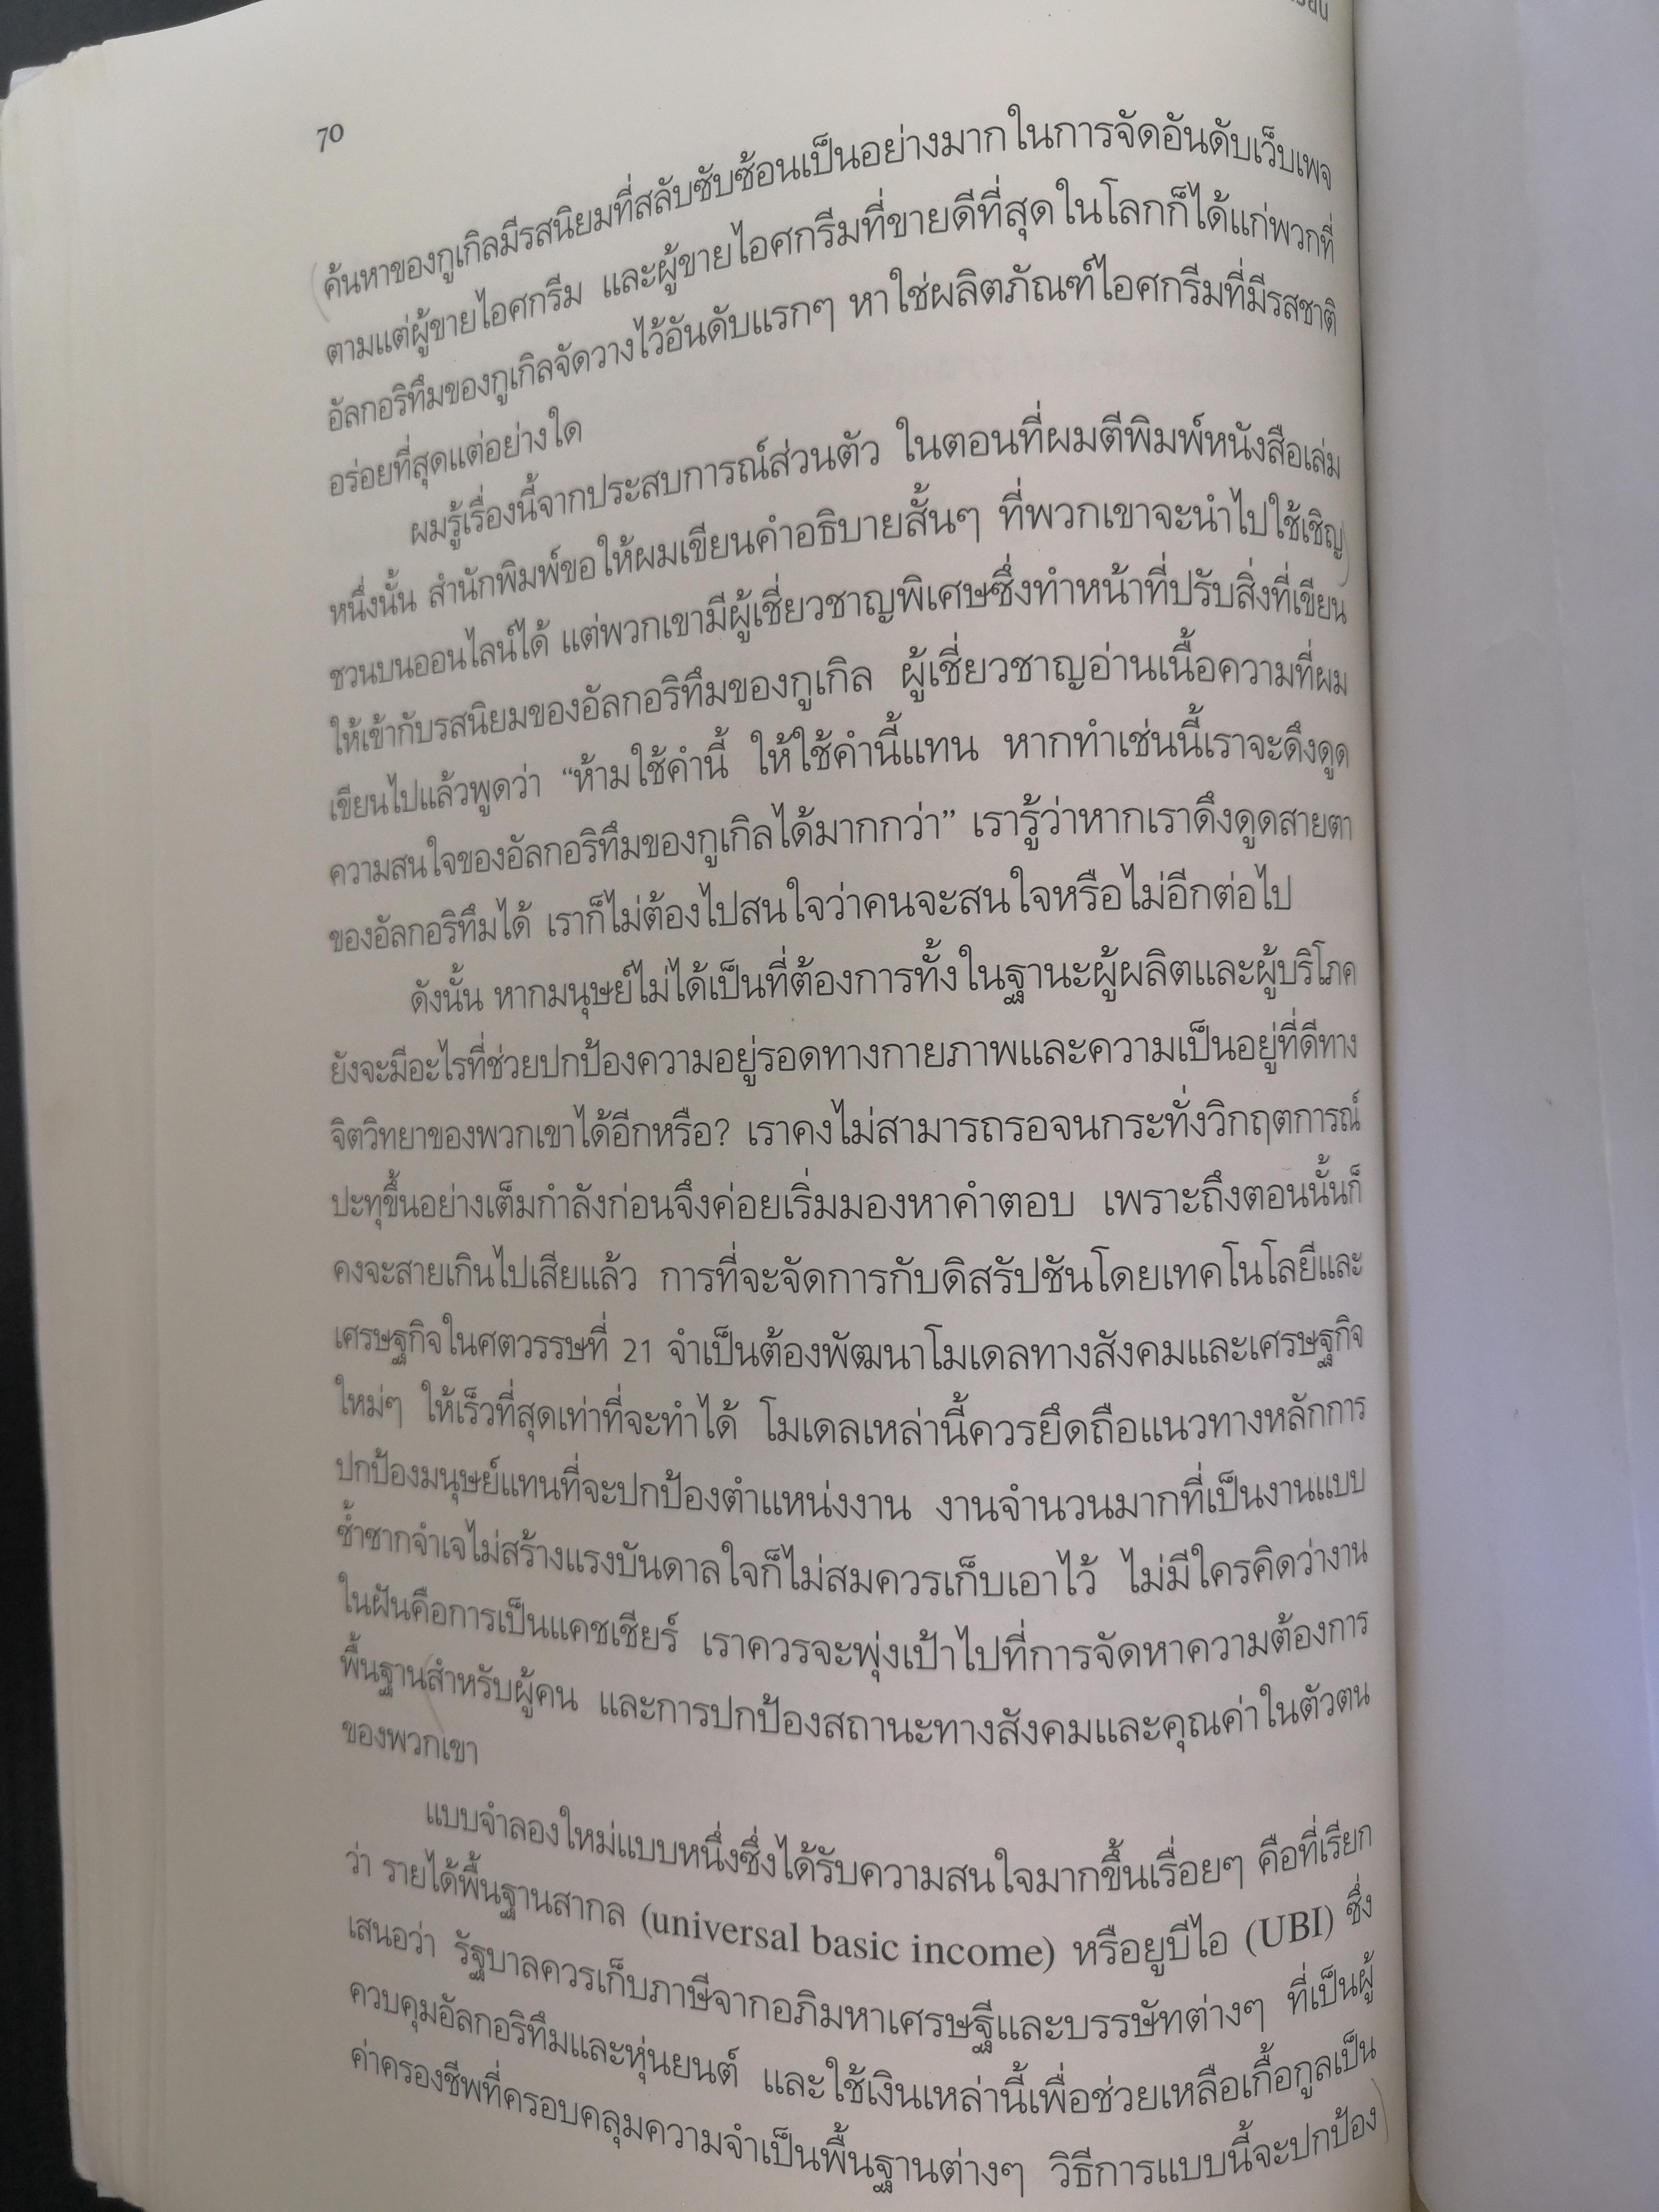 70
ค้นหาของกูเกิลมีรสนิยมที่สลับซับซ้อนเป็นอย่างมากในการจัดอันดับเว็บเพจ
ตามแต่ผู้ขายไอศกรีม และผู้ขายไอศกรีมที่ขายดีที่สุดในโลกก็ได้แก่พวกที่
อัลกอริทึมของกูเกิลจัดวางไว้อันดับแรกๆ หาใช่ผลิตภัณฑ์ไอศกรีมที่มีรสชาติ
อร่อยที่สุดแต่อย่างใด
ผมรู้เรื่องนี้จากประสบการณ์ส่วนตัว ในตอนที่ผมตีพิมพ์หนังสือเล่ม
หนึ่งนั้น สำนักพิมพ์ขอให้ผมเขียนคำอธิบายสั้นๆ ที่พวกเขาจะนำไปใช้เชิญ
ชวนบนออนไลน์ได้ แต่พวกเขามีผู้เชี่ยวชาญพิเศษซึ่งทำหน้าที่ปรับสิ่งที่เขียน
ให้เข้ากับรสนิยมของอัลกอริทึมของกูเกิล ผู้เชี่ยวชาญอ่านเนื้อความที่ผม
เขียนไปแล้วพูดว่า “ห้ามใช้คำนี้ ให้ใช้คำนี้แทน หากทำเช่นนี้เราจะดึงดูด
ความสนใจของอัลกอริทึมของกูเกิลได้มากกว่า” เรารู้ว่าหากเราดึงดูดสายตา
ของอัลกอริทึมได้ เราก็ไม่ต้องไปสนใจว่าคนจะสนใจหรือไม่อีกต่อไป
ดังนั้น หากมนุษย์ไม่ได้เป็นที่ต้องการทั้งในฐานะผู้ผลิตและผู้บริโภค
ยังจะมีอะไรที่ช่วยปกป้องความอยู่รอดทางกายภาพและความเป็นอยู่ที่ดีทาง
จิตวิทยาของพวกเขาได้อีกหรือ? เราคงไม่สามารถรอจนกระทั่งวิกฤตการณ์
ปะทุขึ้นอย่างเต็มกำลังก่อนจึงค่อยเริ่มมองหาคำตอบ เพราะถึงตอนนั้นก็
คงจะสายเกินไปเสียแล้ว การที่จะจัดการกับดิสรัปชันโดยเทคโนโลยีและ
เศรษฐกิจในศตวรรษที่ 21 จำเป็นต้องพัฒนาโมเดลทางสังคมและเศรษฐกิจ
ใหม่ๆ ให้เร็วที่สุดเท่าที่จะทำได้ โมเดลเหล่านี้ควรยึดถือแนวทางหลักการ
ปกป้องมนุษย์แทนที่จะปกป้องตำแหน่งงาน งานจำนวนมากที่เป็นงานแบบ
ซ้ำซากจำเจไม่สร้างแรงบันดาลใจก็ไม่สมควรเก็บเอาไว้ ไม่มีใครคิดว่างาน
ในฝันคือการเป็นแคชเชียร์ เราควรจะพุ่งเป้าไปที่การจัดหาความต้องการ
พื้นฐานสำหรับผู้คน และการปกป้องสถานะทางสังคมและคุณค่าในตัวตน
ของพวกเขา
แบบจำลองใหม่แบบหนึ่งซึ่งได้รับความสนใจมากขึ้นเรื่อยๆ คือที่เรียก
ว่า รายได้พื้นฐานสากล (universal basic income) หรือยูบีไอ (UBI) ซึ่ง
เสนอว่า รัฐบาลควรเก็บภาษีจากอภิมหาเศรษฐีและบรรษัทต่างๆ ที่เป็นผู้
ควบคุมอัลกอริทึมและหุ่นยนต์ และใช้เงินเหล่านี้เพื่อช่วยเหลือเกื้อกูลเป็น
ค่าครองชีพที่ครอบคลุมความจำเป็นพื้นฐานต่างๆ วิธีการแบบนี้จะปกป้อง